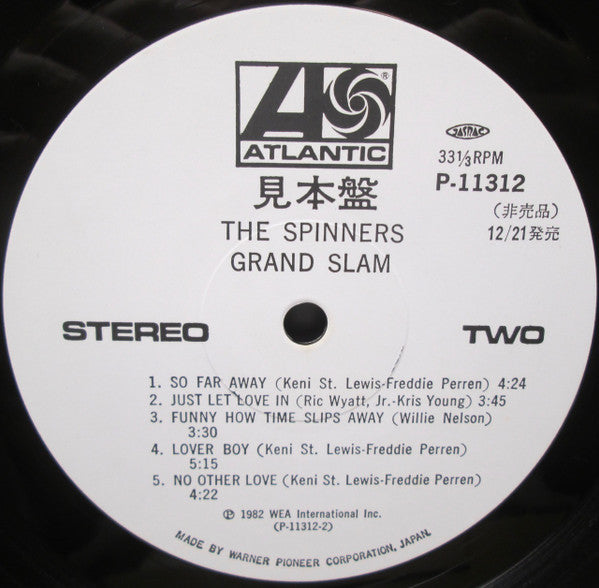 ATLANTIC
®
見本盤
THE SPINNERS
GRAND SLAM
JASRAC
33⅓RPM
P-11312
(非売品)
12/21発売
STEREO
TWO
1. SO FAR AWAY (Keni St. Lewis-Freddie Perren) 4:24
2. JUST LET LOVE IN (Ric Wyatt, Jr.-Kris Young) 3:45
3. FUNNY HOW TIME SLIPS AWAY (Willie Nelson)
3:30
4. LOVER BOY (Keni St. Lewis-Freddie Perren)
5:15
5. NO OTHER LOVE (Keni St. Lewis-Freddie Perren)
4:22
℗ 1982 WEA International Inc.
(P-11312-2)
MADE BY WARNER PIONEER CORPORATION, JAPAN.